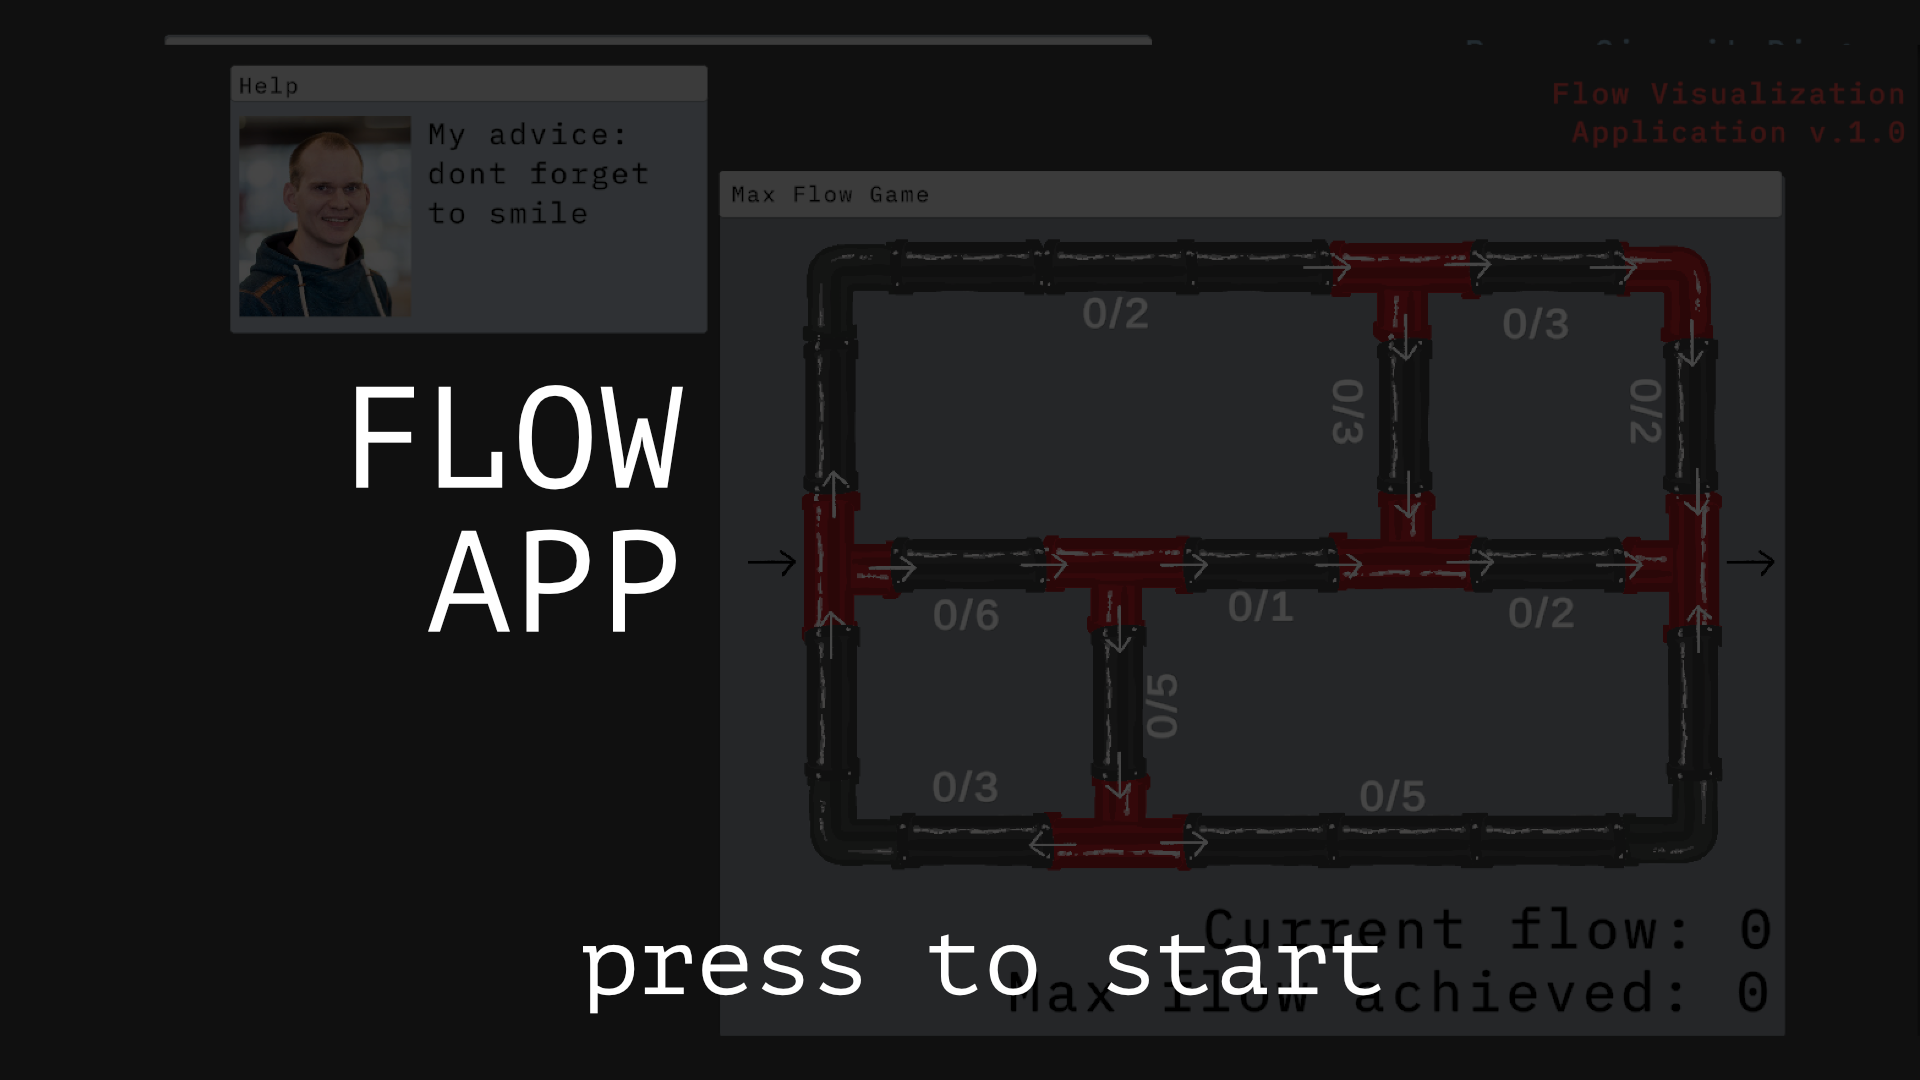 Help
My advice:
dont forget
to smile
Flow Visualization
Application v.1.0
Max Flow Game
0/2
0/3
0/3
0/2
FLOW
APP
0/6
0/1
0/2
0/5
0/3
0/5
Current flow: 0
press to start
Max flow achieved: 0